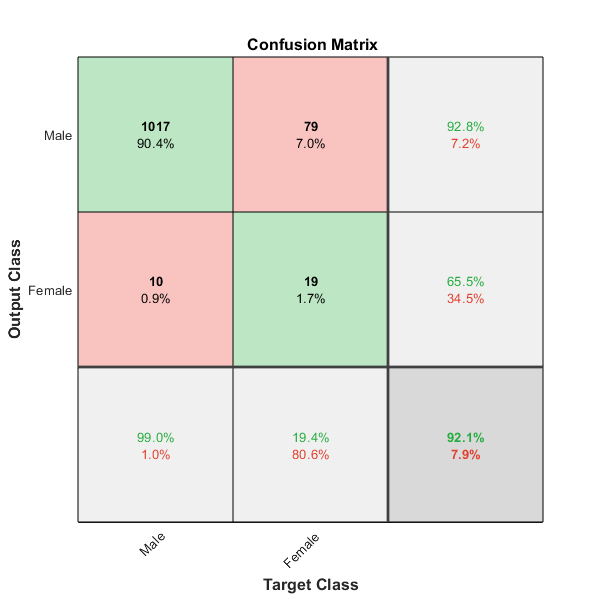 Confusion Matrix
Male
1017
90.4%
79
7.0%
92.8%
7.2%
Female
10
0.9%
19
1.7%
65.5%
34.5%
99.0%
1.0%
19.4%
80.6%
92.1%
7.9%
Male
Female
Target Class
Output Class